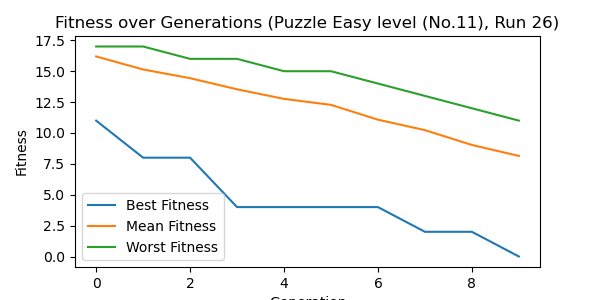 Fitness over Generations (Puzzle Easy level (No.11), Run 26)
17.5
15.0
12.5
10.0
7.5
5.0
2.5
0.0
Fitness
Best Fitness
Mean Fitness
Worst Fitness
0 2 4 6 8
Generation